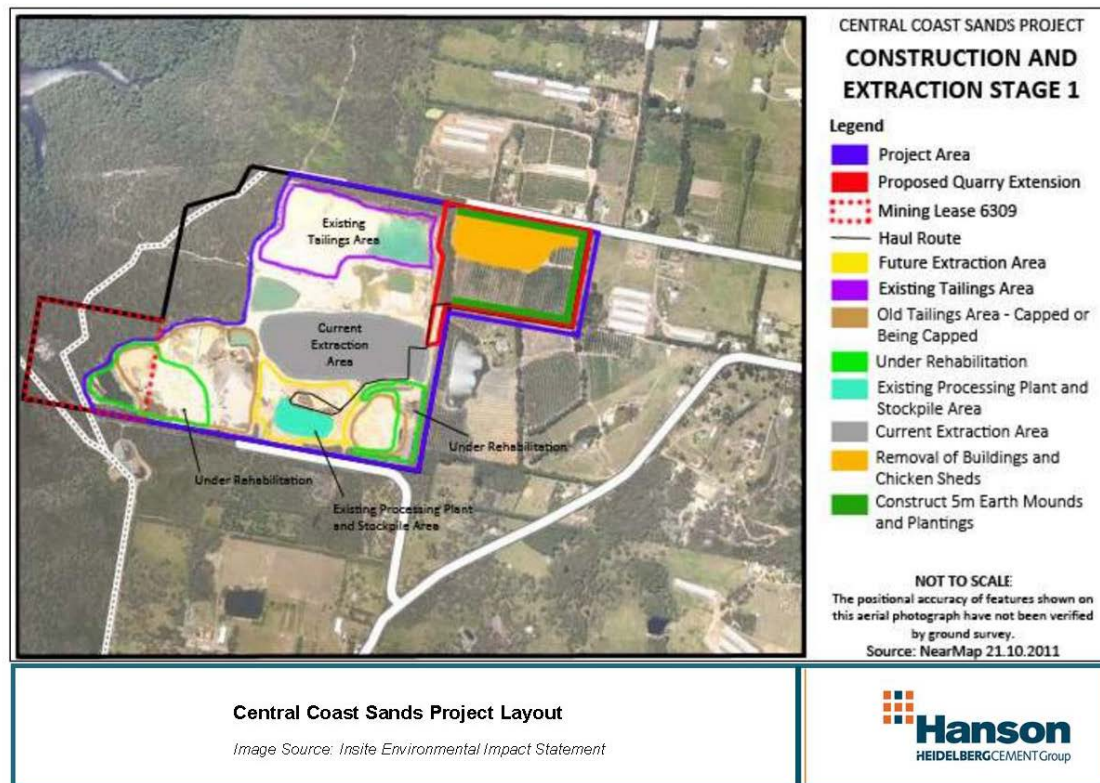 CENTRAL COAST SANDS PROJECT
CONSTRUCTION AND
EXTRACTION STAGE 1
Legend
Project Area
Proposed Quarry Extension
Mining Lease 6309
Haul Route
Future Extraction Area
Existing Tailings Area
Old Tailings Area - Capped or
Being Capped
Under Rehabilitation
Existing Processing Plant and
Stockpile Area
Current Extraction Area
Removal of Buildings and
Chicken Sheds
Construct 5m Earth Mounds
and Plantings
NOT TO SCALE
The positional accuracy of features shown on
this aerial photograph have not been verified
by ground survey.
Source: NearMap 21.10.2011
Existing
Tailings Area
Current
Extraction
Area
Under Rehabilitation
Under Rehabilitation
Existing Processing Plant
and Stockpile Area
Central Coast Sands Project Layout
Image Source: Insite Environmental Impact Statement
Hanson
HEIDELBERGCEMENT Group